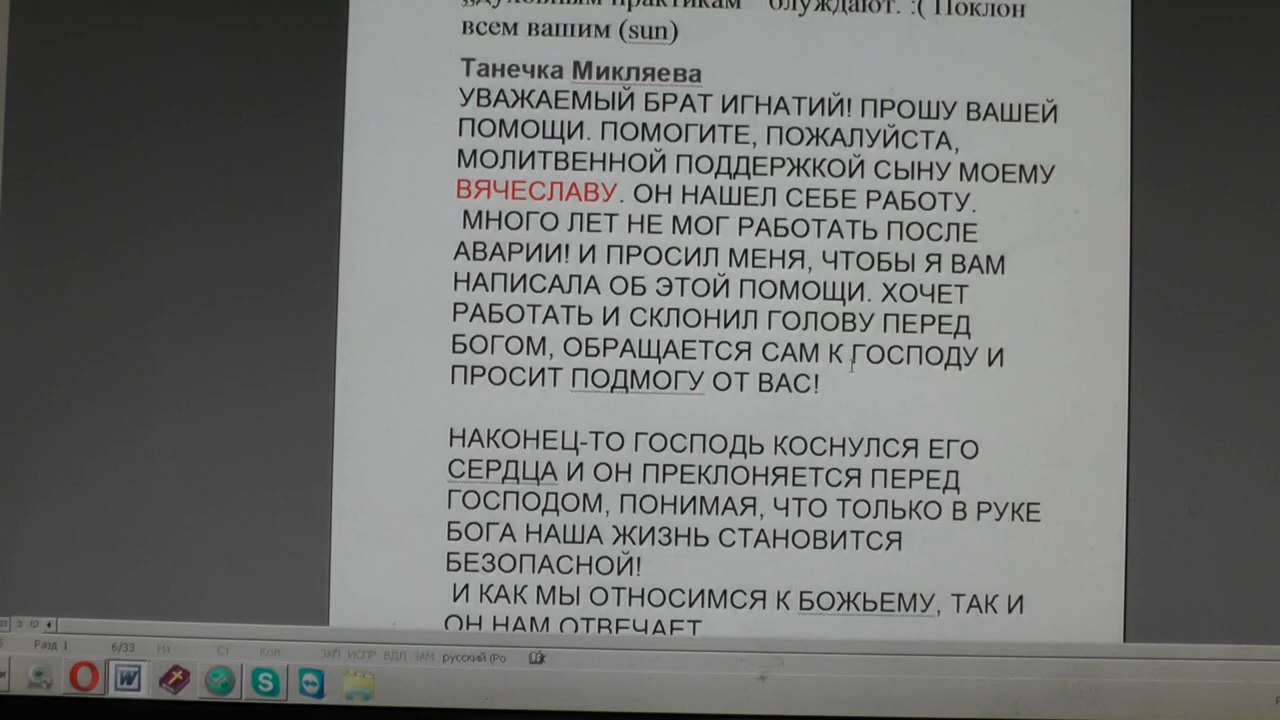 „духовным практикам" блуждают. :( Поклон
всем вашим (sun)
Танечка Микляева
УВАЖАЕМЫЙ БРАТ ИГНАТИЙ! ПРОШУ ВАШЕЙ
ПОМОЩИ. ПОМОГИТЕ, ПОЖАЛУЙСТА,
МОЛИТВЕННОЙ ПОДДЕРЖКОЙ СЫНУ МОЕМУ
ВЯЧЕСЛАВУ. ОН НАШЕЛ СЕБЕ РАБОТУ.
МНОГО ЛЕТ НЕ МОГ РАБОТАТЬ ПОСЛЕ
АВАРИИ! И ПРОСИЛ МЕНЯ, ЧТОБЫ Я ВАМ
НАПИСАЛА ОБ ЭТОЙ ПОМОЩИ. ХОЧЕТ
РАБОТАТЬ И СКЛОНИЛ ГОЛОВУ ПЕРЕД
БОГОМ, ОБРАЩАЕТСЯ САМ К ГОСПОДУ И
ПРОСИТ ПОДМОГУ ОТ ВАС!
НАКОНЕЦ-ТО ГОСПОДЬ КОСНУЛСЯ ЕГО
СЕРДЦА И ОН ПРЕКЛОНЯЕТСЯ ПЕРЕД
ГОСПОДОМ, ПОНИМАЯ, ЧТО ТОЛЬКО В РУКЕ
БОГА НАША ЖИЗНЬ СТАНОВИТСЯ
БЕЗОПАСНОЙ!
И КАК МЫ ОТНОСИМСЯ К БОЖЬЕМУ, ТАК И
ОН НАМ ОТВЕЧАЕТ
Разд 1 6/33 На Ст Кол ЗАП ИСПР ВДЛ ЗАМ русский (Ро